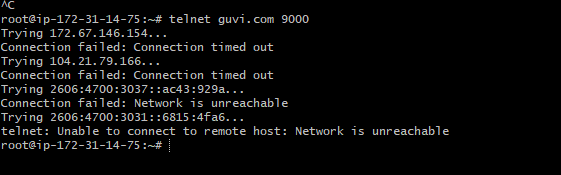 ^C
root@ip-172-31-14-75:~# telnet guvi.com 9000
Trying 172.67.146.154...
Connection failed: Connection timed out
Trying 104.21.79.166...
Connection failed: Connection timed out
Trying 2606:4700:3037::ac43:929a...
Connection failed: Network is unreachable
Trying 2606:4700:3031::6815:4fa6...
telnet: Unable to connect to remote host: Network is unreachable
root@ip-172-31-14-75:~#